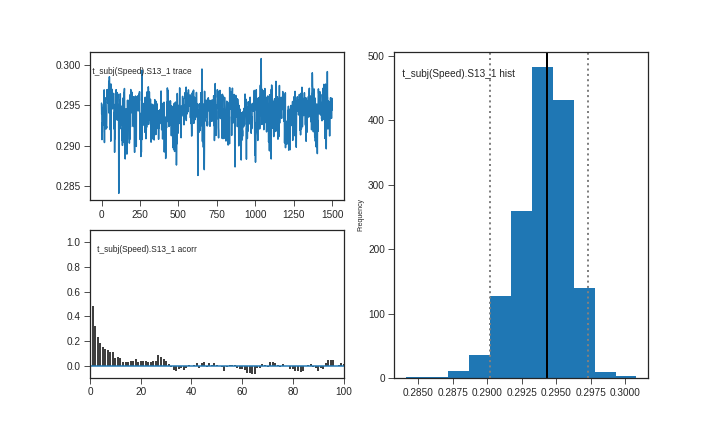 t_subj(Speed).S13_1 trace
0.300
0.295
0.290
0.285
0 250 500 750 1000 1250 1500
t_subj(Speed).S13_1 acorr
1.0
0.8
0.6
0.4
0.2
0.0
0 20 40 60 80 100
t_subj(Speed).S13_1 hist
Frequency
500
400
300
200
100
0
0.2850 0.2875 0.2900 0.2925 0.2950 0.2975 0.3000